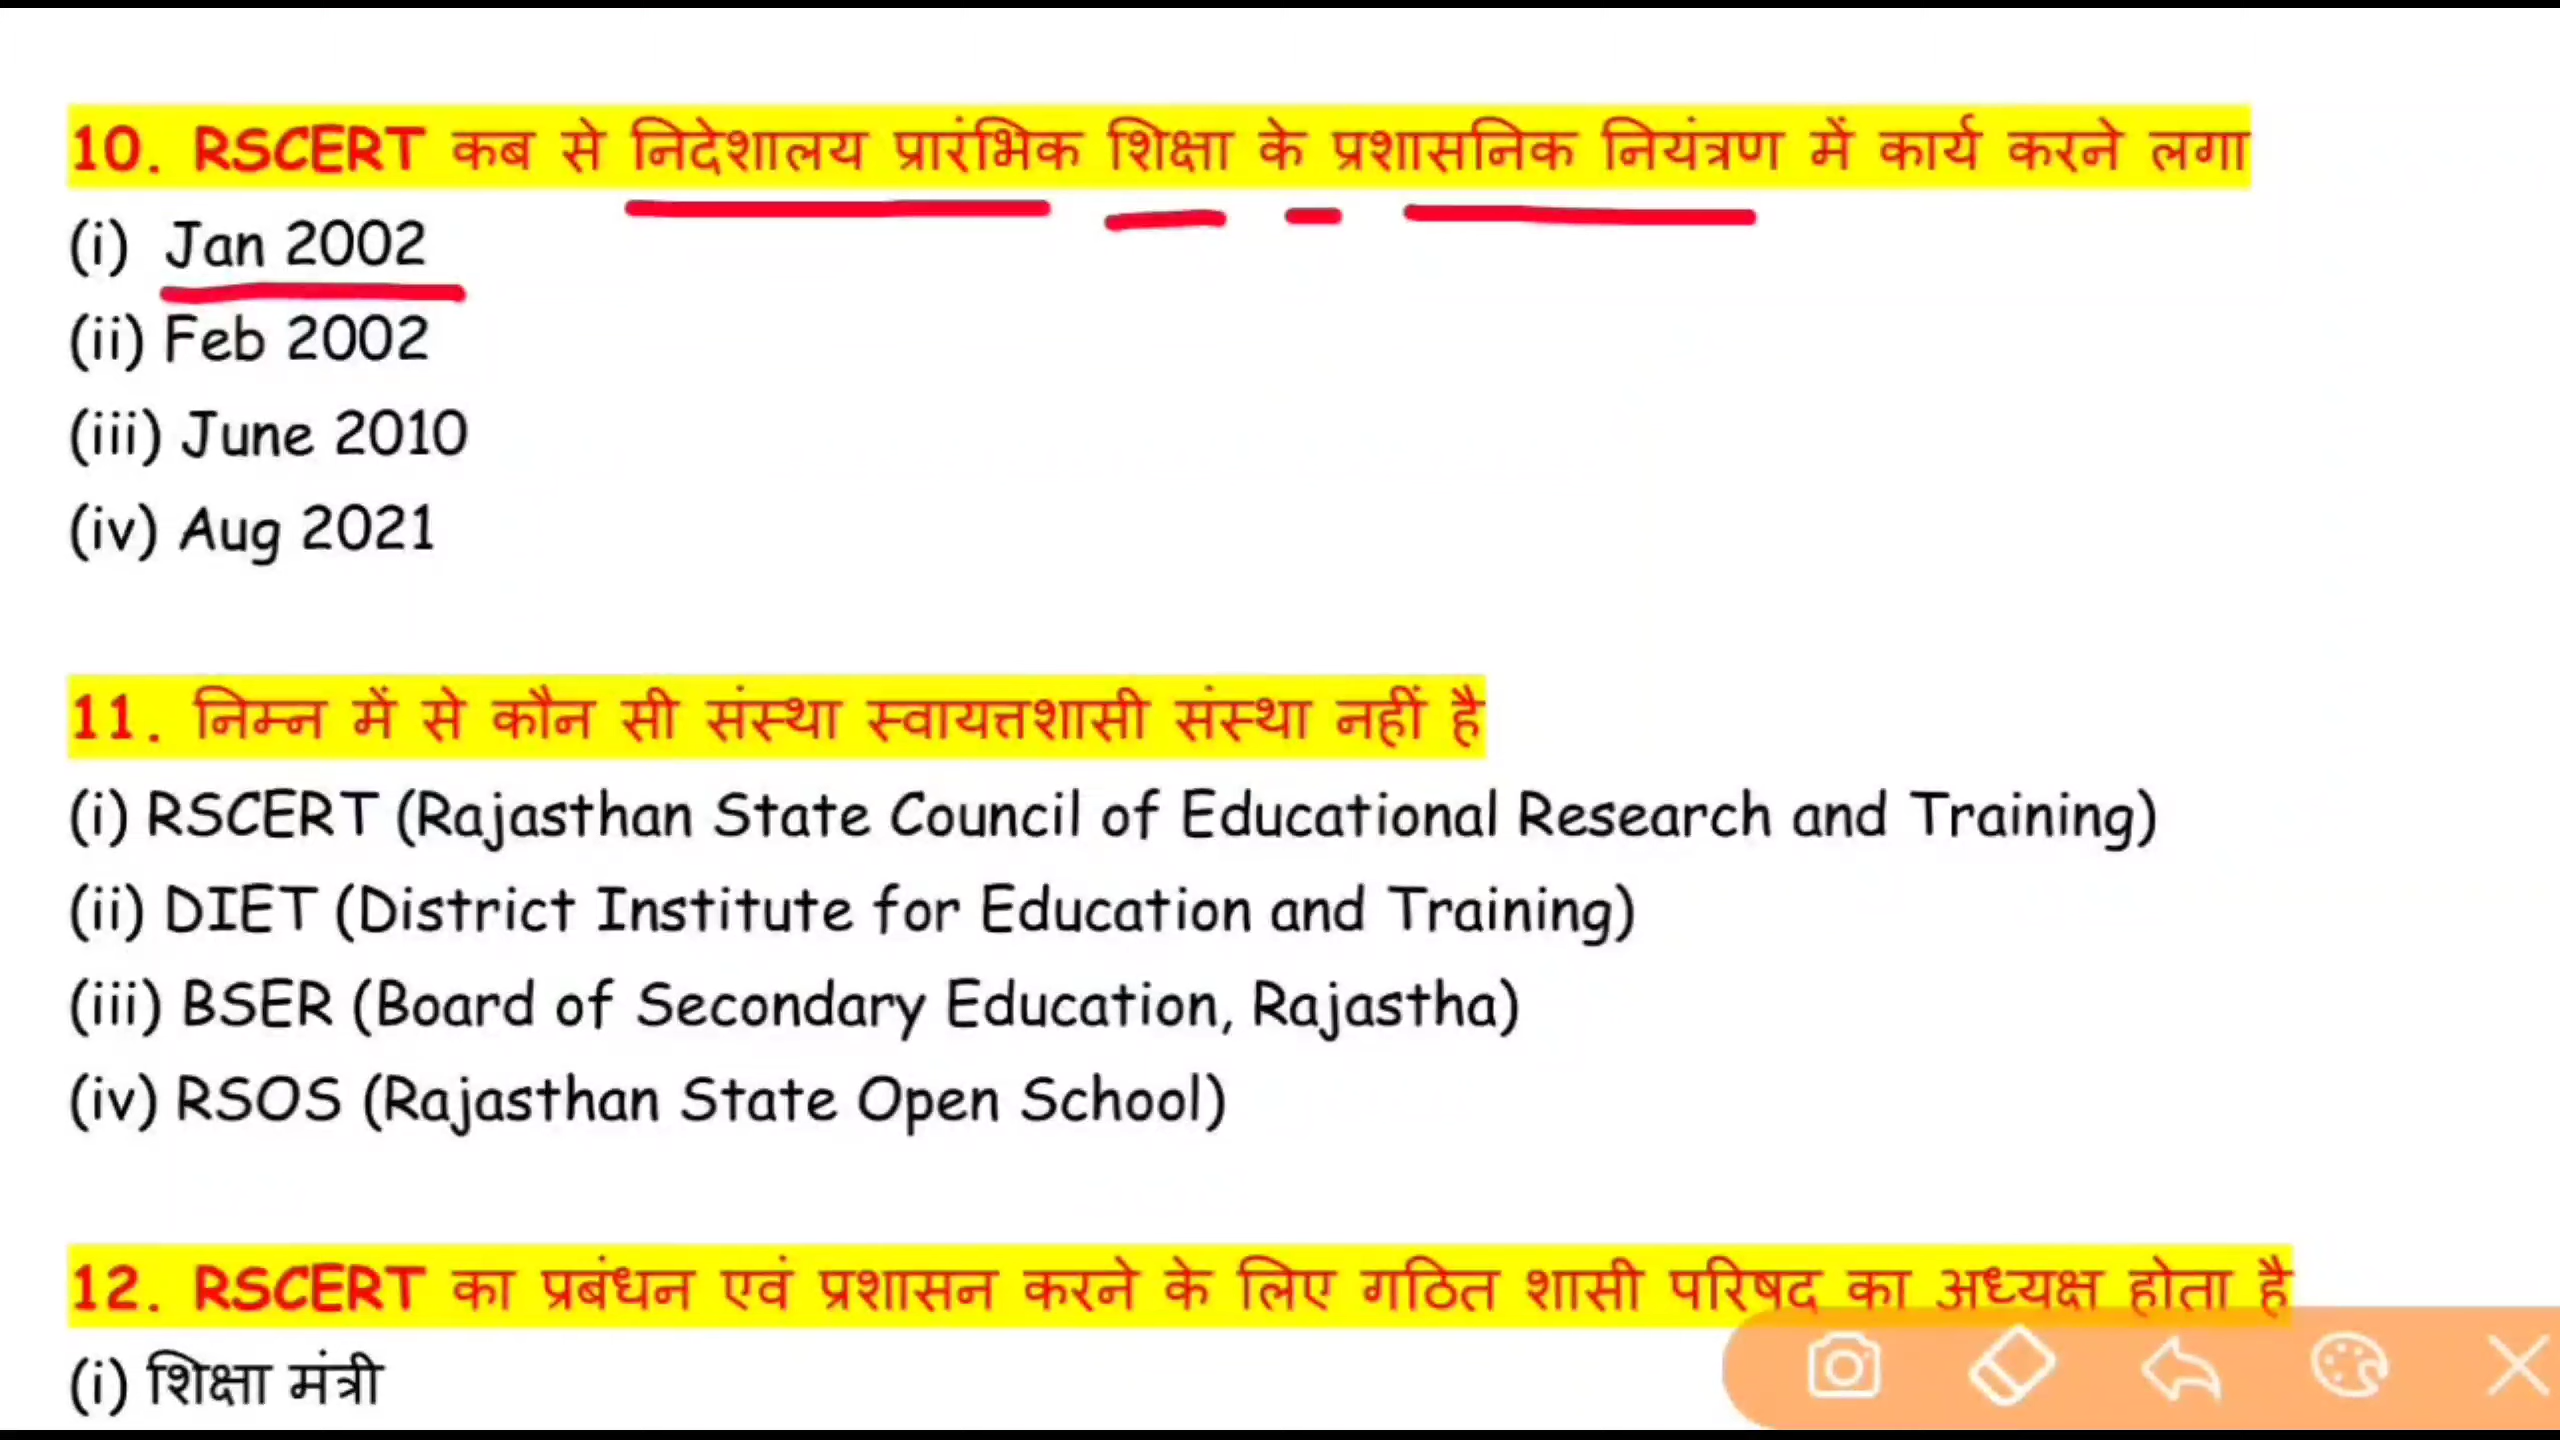 10. RSCERT कब से निदेशालय प्रारंभिक शिक्षा के प्रशासनिक नियंत्रण में कार्य करने लगा
(i) Jan 2002
(ii) Feb 2002
(iii) June 2010
(iv) Aug 2021
11. निम्न में से कौन सी संस्था स्वायत्तशासी संस्था नहीं है
(i) RSCERT (Rajasthan State Council of Educational Research and Training)
(ii) DIET (District Institute for Education and Training)
(iii) BSER (Board of Secondary Education, Rajastha)
(iv) RSOS (Rajasthan State Open School)
12. RSCERT का प्रबंधन एवं प्रशासन करने के लिए गठित शासी परिषद का अध्यक्ष होता है
(i) शिक्षा मंत्री